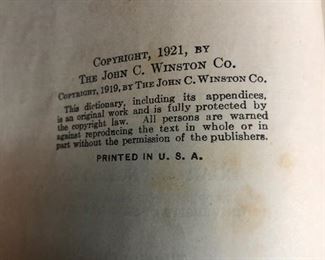 COPYRIGHT, 1921, BY
THE JOHN C. WINSTON CO.
COPYRIGHT, 1919, BY THE JOHN C. WINSTON CO.
This dictionary, including its appendices,
is an original work and is fully protected by
the copyright law. All persons are warned
against reproducing the text in whole or in
part without the permission of the publishers.
PRINTED IN U. S. A.